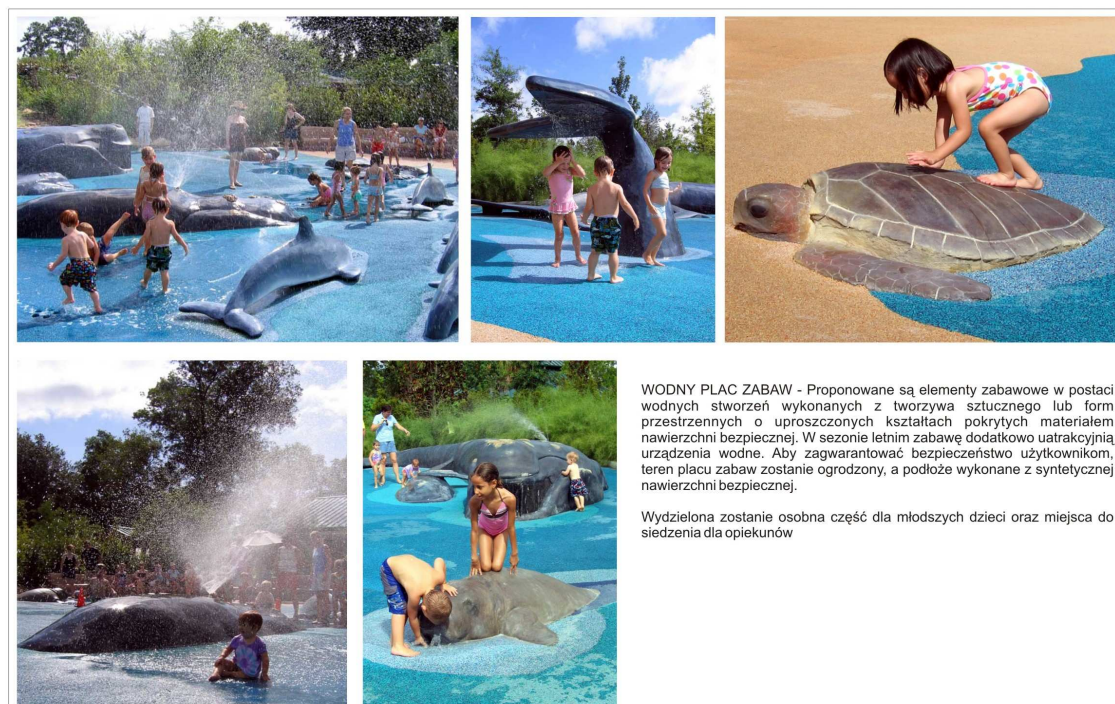 WODNY PLAC ZABAW - Proponowane są elementy zabawowe w postaci
wodnych stworzeń wykonanych z tworzywa sztucznego lub form
przestrzennych o uproszczonych kształtach pokrytych materiałem
nawierzchni bezpiecznej. W sezonie letnim zabawę dodatkowo uatrakcyjnią
urządzenia wodne. Aby zagwarantować bezpieczeństwo użytkownikom,
teren placu zabaw zostanie ogrodzony, a podłoże wykonane z syntetycznej
nawierzchni bezpiecznej.
Wydzielona zostanie osobna część dla młodszych dzieci oraz miejsca do
siedzenia dla opiekunów